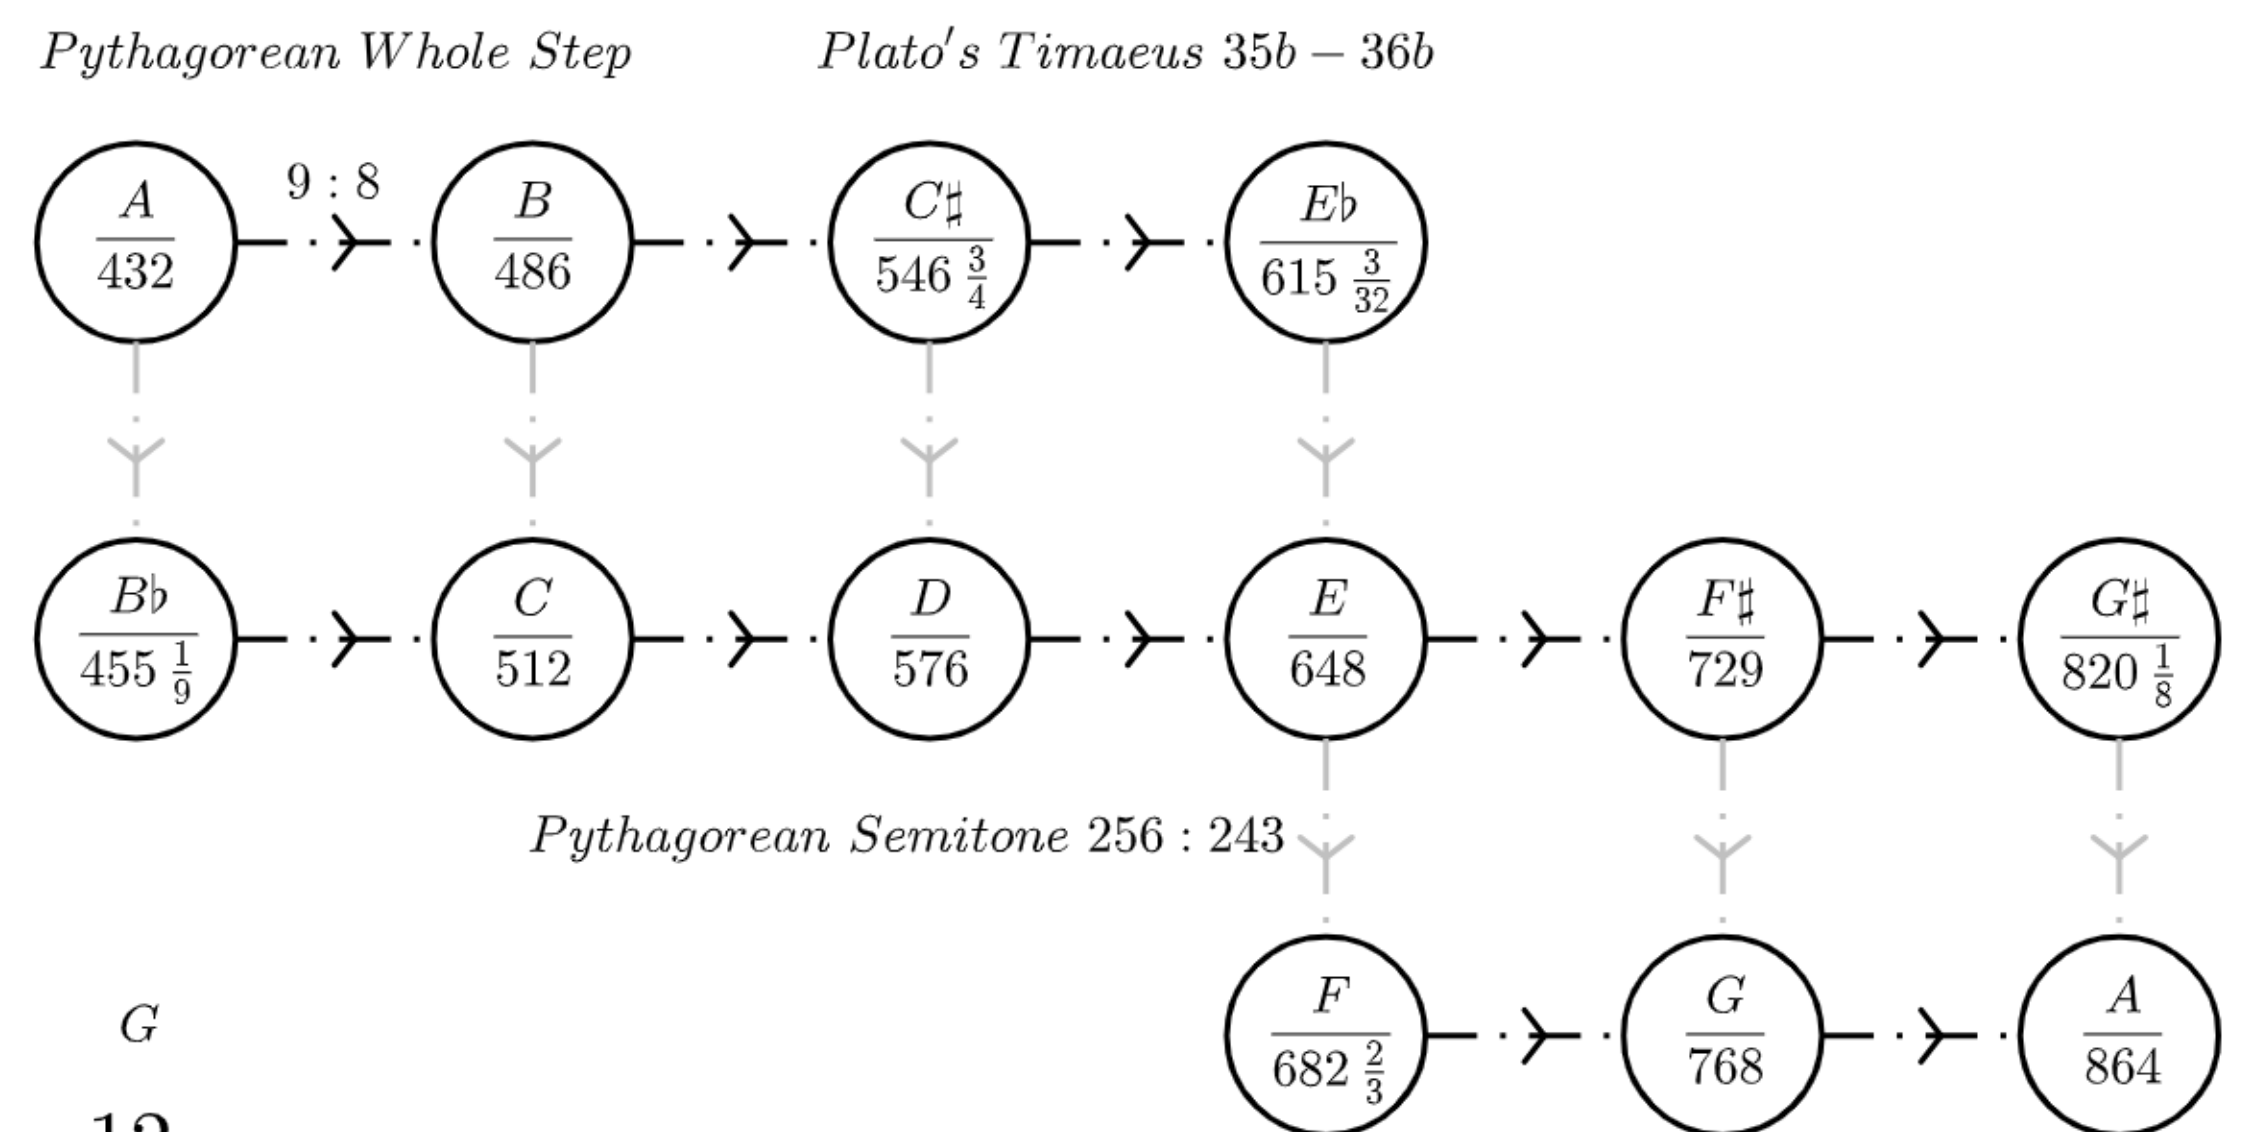 Pythagorean Whole Step Plato's Timaeus 35b − 36b
9 : 8
A B C♯ E♭
432 486 546 3/4 615 3/32
B♭ C D E F♯ G♯
455 1/9 512 576 648 729 820 1/8
Pythagorean Semitone 256 : 243
G F G A
682 2/3 768 864
12